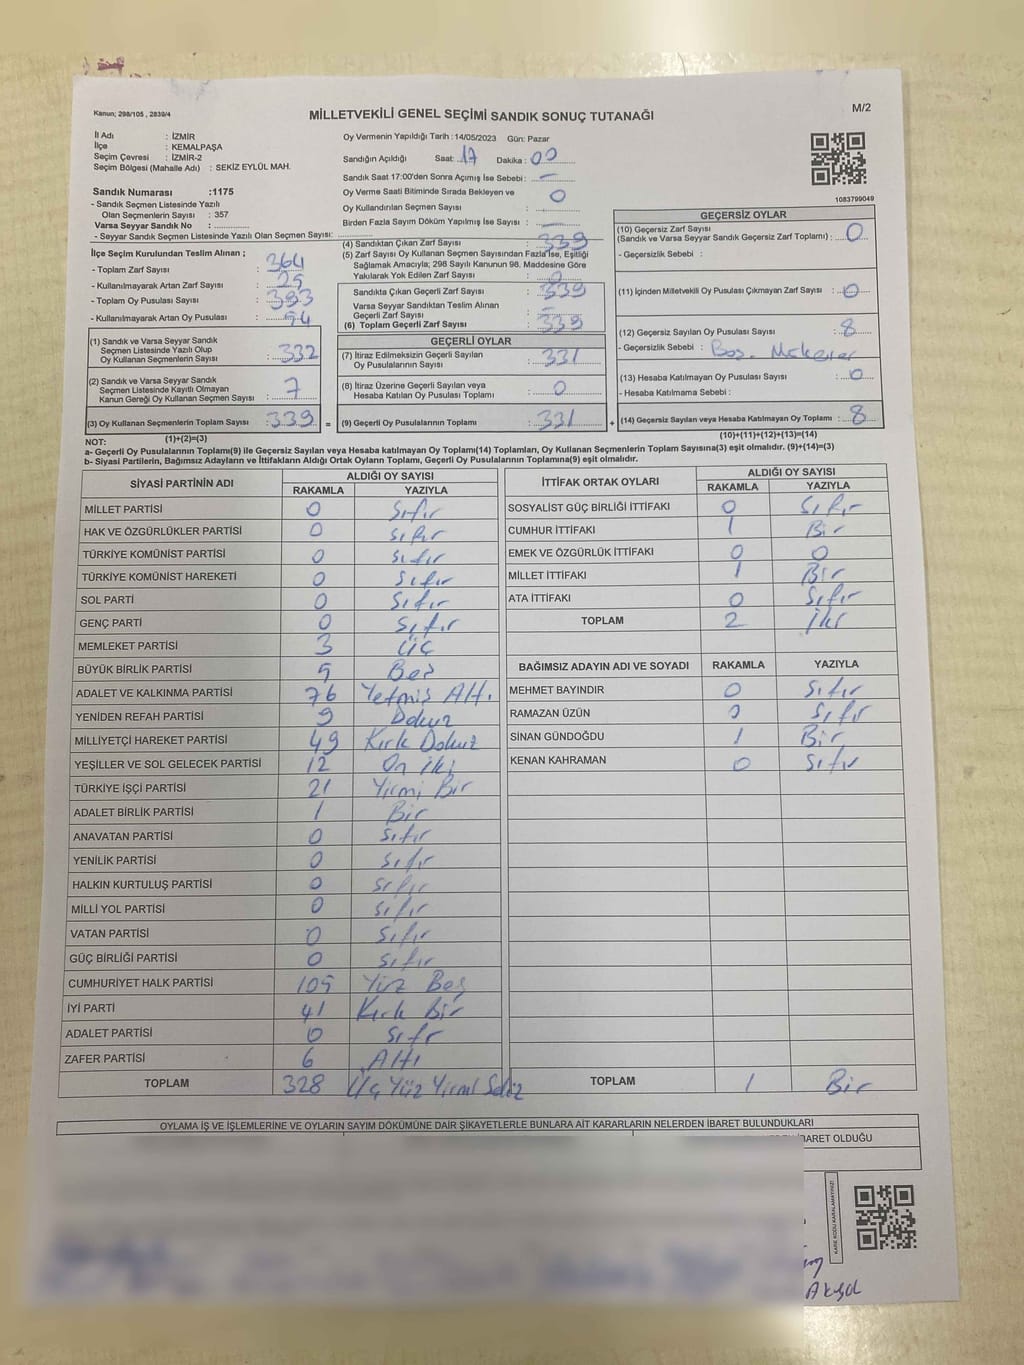 Kanun; 298/105 , 2839/4
MİLLETVEKİLİ GENEL SEÇİMİ SANDIK SONUÇ TUTANAĞI
M/2
İl Adı : İZMİR
İlçe : KEMALPAŞA
Seçim Çevresi : İZMİR-2
Seçim Bölgesi (Mahalle Adı) : SEKİZ EYLÜL MAH.
Oy Vermenin Yapıldığı Tarih : 14/05/2023 Gün: Pazar
Sandığın Açıldığı Saat: 17 Dakika : 00
Sandık Saat 17:00'den Sonra Açımış İse Sebebi : -
Oy Verme Saati Bitiminde Sırada Bekleyen ve
Oy Kullandırılan Seçmen Sayısı : 0
Birden Fazla Sayım Döküm Yapılmış İse Sayısı : -
1083799049
Sandık Numarası :1175
- Sandık Seçmen Listesinde Yazılı
Olan Seçmenlerin Sayısı : 357
Varsa Seyyar Sandık No :
- Seyyar Sandık Seçmen Listesinde Yazılı Olan Seçmen Sayısı:
İlçe Seçim Kurulundan Teslim Alınan ;
- Toplam Zarf Sayısı : 364
- Kullanılmayarak Artan Zarf Sayısı : 25
- Toplam Oy Pusulası Sayısı : 393
- Kullanılmayarak Artan Oy Pusulası : 54
(1) Sandık ve Varsa Seyyar Sandık
Seçmen Listesinde Yazılı Olup
Oy Kullanan Seçmenlerin Sayısı : 332
(2) Sandık ve Varsa Seyyar Sandık
Seçmen Listesinde Kayıtlı Olmayan
Kanun Gereği Oy Kullanan Seçmen Sayısı : 7
(3) Oy Kullanan Seçmenlerin Toplam Sayısı : 339 =
(1)+(2)=(3)
(4) Sandıktan Çıkan Zarf Sayısı : 339
(5) Zarf Sayısı Oy Kullanan Seçmen Sayısından Fazla İse, Eşitliği
Sağlamak Amacıyla; 298 Sayılı Kanunun 98. Maddesine Göre
Yakılarak Yok Edilen Zarf Sayısı : 0
Sandıkta Çıkan Geçerli Zarf Sayısı : 339
Varsa Seyyar Sandıktan Teslim Alınan
Geçerli Zarf Sayısı : -
(6) Toplam Geçerli Zarf Sayısı : 339
GEÇERLİ OYLAR
(7) İtiraz Edilmeksizin Geçerli Sayılan
Oy Pusulalarının Sayısı : 331
(8) İtiraz Üzerine Geçerli Sayılan veya
Hesaba Katılan Oy Pusulası Toplamı : 0
(9) Geçerli Oy Pusulalarının Toplamı : 331 +
GEÇERSİZ OYLAR
(10) Geçersiz Zarf Sayısı
(Sandık ve Varsa Seyyar Sandık Geçersiz Zarf Toplamı) : 0
- Geçersizlik Sebebi :
(11) İçinden Milletvekili Oy Pusulası Çıkmayan Zarf Sayısı : 0
(12) Geçersiz Sayılan Oy Pusulası Sayısı : 8
- Geçersizlik Sebebi : Boş.
(13) Hesaba Katılmayan Oy Pusulası Sayısı : 0
- Hesaba Katılmama Sebebi :
(14) Geçersiz Sayılan veya Hesaba Katılmayan Oy Toplamı : 8
(10)+(11)+(12)+(13)=(14)
NOT:
a- Geçerli Oy Pusulalarının Toplamı(9) ile Geçersiz Sayılan veya Hesaba katılmayan Oy Toplamı(14) Toplamları, Oy Kullanan Seçmenlerin Toplam Sayısına(3) eşit olmalıdır. (9)+(14)=(3)
b- Siyasi Partilerin, Bağımsız Adayların ve İttifakların Aldığı Ortak Oyların Toplamı, Geçerli Oy Pusulalarının Toplamına(9) eşit olmalıdır.
SİYASİ PARTİNİN ADI ALDIĞI OY SAYISI
RAKAMLA YAZIYLA
MİLLET PARTİSİ 0 Sıfır
HAK VE ÖZGÜRLÜKLER PARTİSİ 0 Sıfır
TÜRKİYE KOMÜNİST PARTİSİ 0 Sıfır
TÜRKİYE KOMÜNİST HAREKETİ 0 Sıfır
SOL PARTİ 0 Sıfır
GENÇ PARTİ 0 Sıfır
MEMLEKET PARTİSİ 3 Üç
BÜYÜK BİRLİK PARTİSİ 5 Beş
ADALET VE KALKINMA PARTİSİ 76 Yetmiş Altı
YENİDEN REFAH PARTİSİ 9 Dokuz
MİLLİYETÇİ HAREKET PARTİSİ 49 Kırk Dokuz
YEŞİLLER VE SOL GELECEK PARTİSİ 12 On iki
TÜRKİYE İŞÇİ PARTİSİ 21 Yirmi Bir
ADALET BİRLİK PARTİSİ 1 Bir
ANAVATAN PARTİSİ 0 Sıfır
YENİLİK PARTİSİ 0 Sıfır
HALKIN KURTULUŞ PARTİSİ 0 Sıfır
MİLLİ YOL PARTİSİ 0 Sıfır
VATAN PARTİSİ 0 Sıfır
GÜÇ BİRLİĞİ PARTİSİ 0 Sıfır
CUMHURİYET HALK PARTİSİ 105 Yüz Beş
İYİ PARTİ 41 Kırk Bir
ADALET PARTİSİ 0 Sıfır
ZAFER PARTİSİ 6 Altı
TOPLAM 328 Üç Yüz Yirmi Sekiz
İTTİFAK ORTAK OYLARI ALDIĞI OY SAYISI
RAKAMLA YAZIYLA
SOSYALİST GÜÇ BİRLİĞİ İTTİFAKI 0 Sıfır
CUMHUR İTTİFAKI 1 Bir
EMEK VE ÖZGÜRLÜK İTTİFAKI 0 0
MİLLET İTTİFAKI 1 Bir
ATA İTTİFAKI 0 Sıfır
TOPLAM 2 İki
BAĞIMSIZ ADAYIN ADI VE SOYADI RAKAMLA YAZIYLA
MEHMET BAYINDIR 0 Sıfır
RAMAZAN ÜZÜN 0 Sıfır
SİNAN GÜNDOĞDU 1 Bir
KENAN KAHRAMAN 0 Sıfır
TOPLAM 1 Bir
OYLAMA İŞ VE İŞLEMLERİNE VE OYLARIN SAYIM DÖKÜMÜNE DAİR ŞİKAYETLERLE BUNLARA AİT KARARLARIN NELERDEN İBARET BULUNDUKLARI
İBARET OLDUĞU
KARE KODU KARALAMAYINIZ!